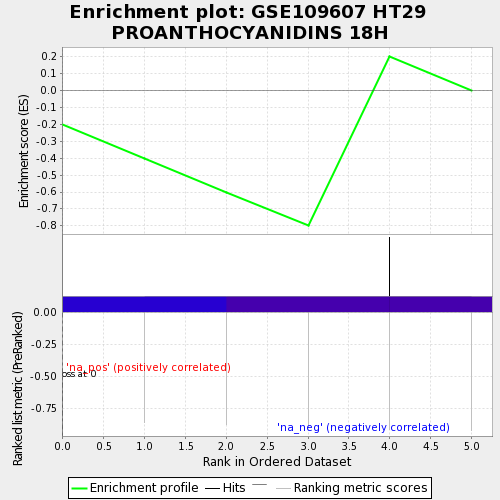 Enrichment plot: GSE109607 HT29
PROANTHOCYANIDINS 18H
Enrichment score (ES)
0.2
0.1
0.0
-0.1
-0.2
-0.3
-0.4
-0.5
-0.6
-0.7
-0.8
Ranked list metric (PreRanked)
0.00
-0.25
-0.50
-0.75
'na_pos' (positively correlated)
oss at 0
'na_neg' (negatively correlated)
0.0 0.5 1.0 1.5 2.0 2.5 3.0 3.5 4.0 4.5 5.0
Rank in Ordered Dataset
Enrichment profile Hits Ranking metric scores